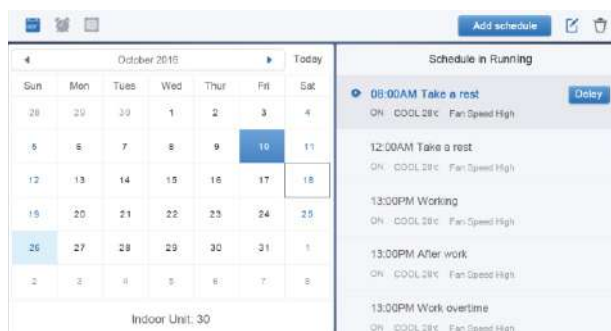 Add schedule
October 2016
Today
Sun Mon Tues Wed Thur Fri Sat
28 29 30 1 2 3 4
5 6 7 8 9 10 11
12 13 14 15 16 17 18
19 20 21 22 23 24 25
26 27 28 29 30 31 1
2 3 4 5 6 7 8
Indoor Unit: 30
Schedule in Running
08:00AM Take a rest
Delay
ON COOL 28℃ Fan Speed High
12:00AM Take a rest
ON COOL 28℃ Fan Speed High
13:00PM Working
ON COOL 28℃ Fan Speed High
13:00PM After work
ON COOL 28℃ Fan Speed High
13:00PM Work overtime
ON COOL 28℃ Fan Speed High